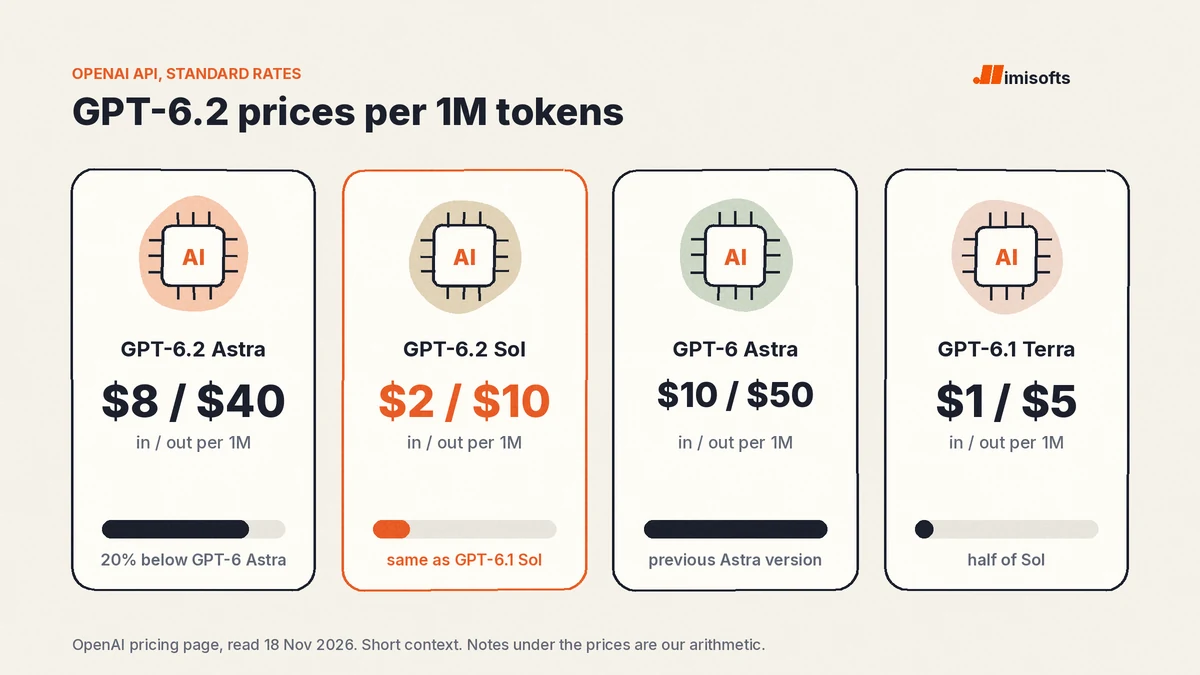 OPENAI API, STANDARD RATES
GPT-6.2 prices per 1M tokens
imisofts
AI
GPT-6.2 Astra
$8 / $40
in / out per 1M
20% below GPT-6 Astra
AI
GPT-6.2 Sol
$2 / $10
in / out per 1M
same as GPT-6.1 Sol
AI
GPT-6 Astra
$10 / $50
in / out per 1M
previous Astra version
AI
GPT-6.1 Terra
$1 / $5
in / out per 1M
half of Sol
OpenAI pricing page, read 18 Nov 2026. Short context. Notes under the prices are our arithmetic.